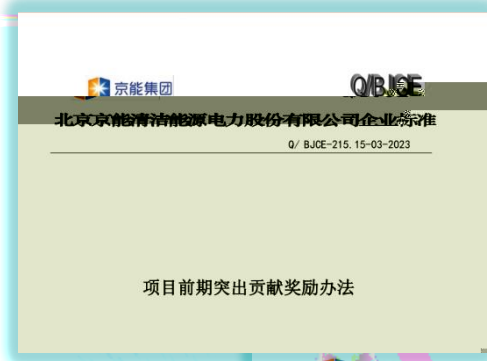 京能集团
Q/BJCE
北京京能清洁能源电力股份有限公司企业标准
Q/ BJCE-215.15-03-2023
项目前期突出贡献奖励办法